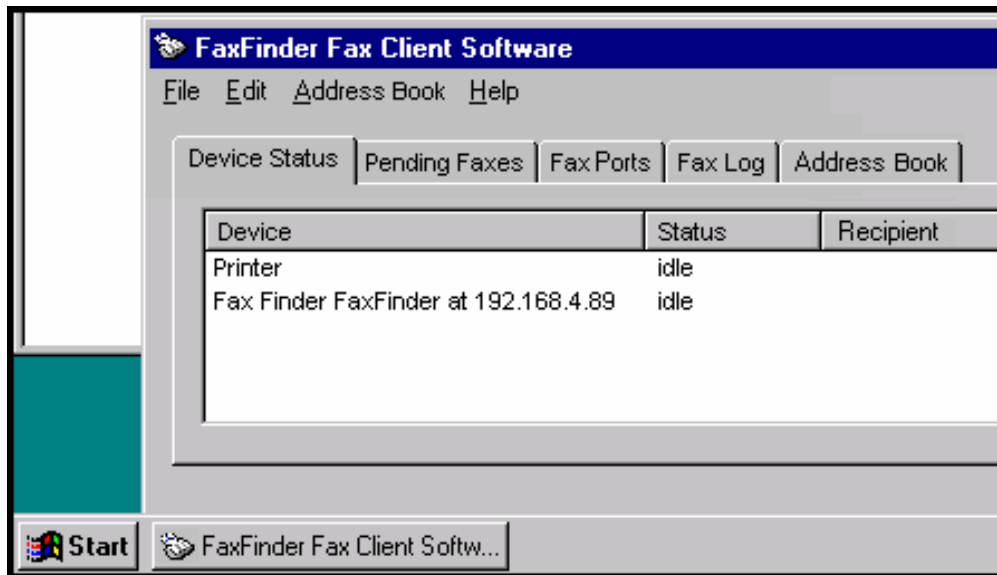 FaxFinder Fax Client Software
File Edit Address Book Help
Device Status Pending Faxes Fax Ports Fax Log Address Book
Device Status Recipient
Printer idle
Fax Finder FaxFinder at 192.168.4.89 idle
Start FaxFinder Fax Client Softw...